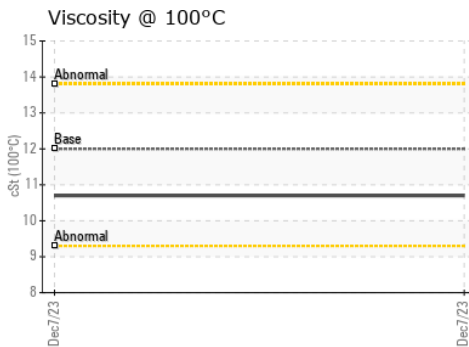 Viscosity @ 100°C
cSt (100°C)
15
14
13
12
11
10
9
8
Abnormal
Base
Abnormal
Dec7/23
Dec7/23